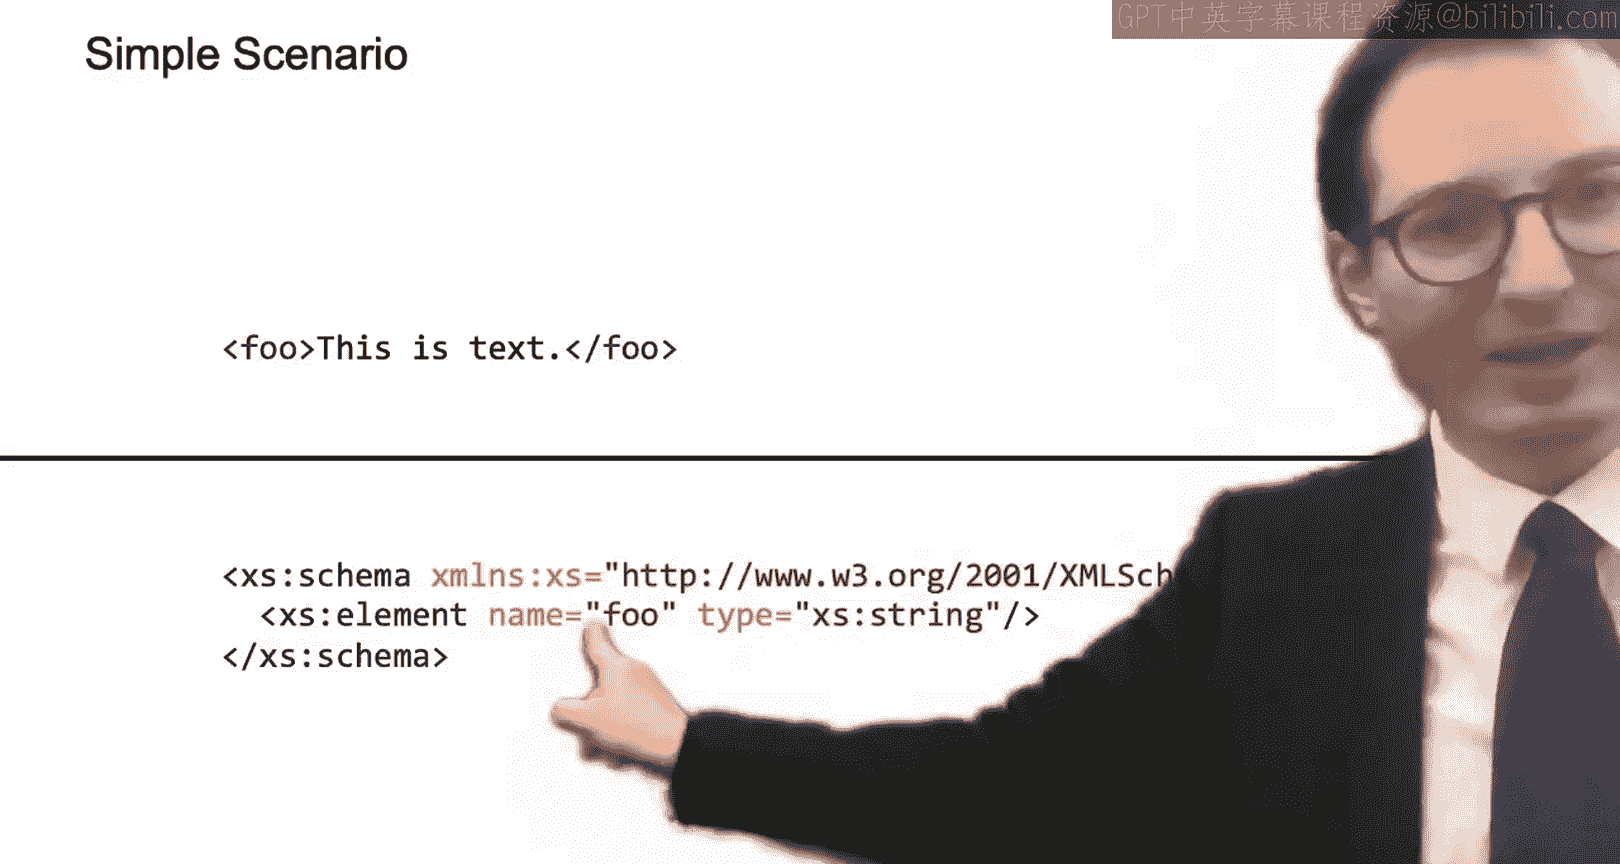 GPT中英字幕课程资源@bilibili.com
Simple Scenario
<foo>This is text.</foo>
<xs:schema xmlns:xs="http://www.w3.org/2001/XMLSch
<xs:element name="foo" type="xs:string"/>
</xs:schema>